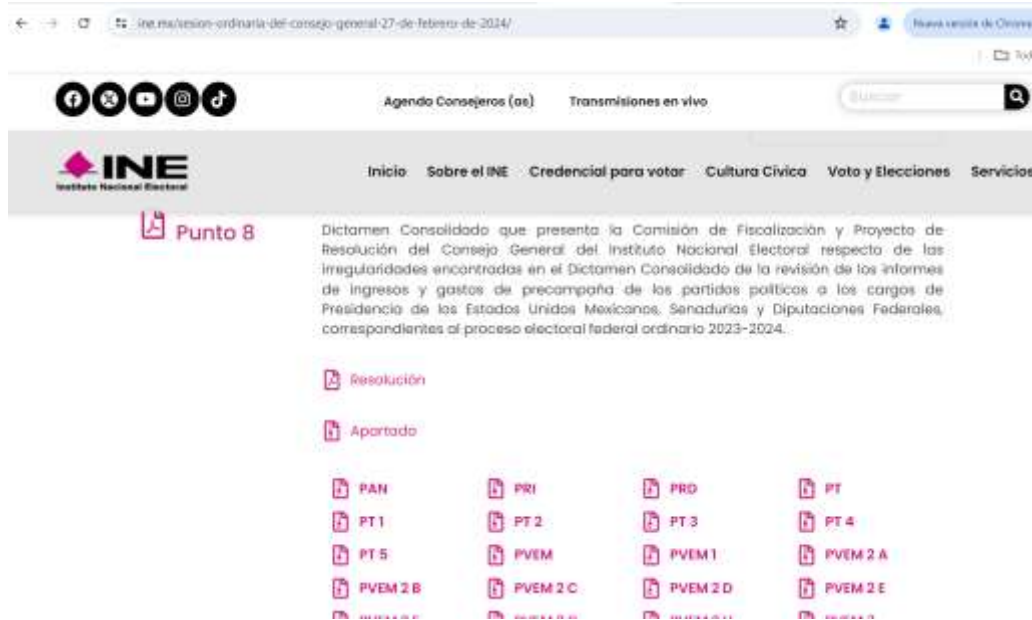 ine.mx/sesion-ordinaria-del-consejo-general-27-de-febrero-de-2024/
Nueva versión de Chrome
Agenda Consejeros (as) Transmisiones en vivo Buscar
INE
Instituto Nacional Electoral
Inicio Sobre el INE Credencial para votar Cultura Cívica Voto y Elecciones Servicios
Punto 8
Dictamen Consolidado que presenta la Comisión de Fiscalización y Proyecto de
Resolución del Consejo General del Instituto Nacional Electoral respecto de las
irregularidades encontradas en el Dictamen Consolidado de la revisión de los informes
de ingresos y gastos de precampaña de los partidos políticos a los cargos de
Presidencia de los Estados Unidos Mexicanos, Senadurías y Diputaciones Federales,
correspondientes al proceso electoral federal ordinario 2023-2024.
Resolución
Apartado
PAN PRI PRD PT
PT 1 PT 2 PT 3 PT 4
PT 5 PVEM PVEM 1 PVEM 2 A
PVEM 2 B PVEM 2 C PVEM 2 D PVEM 2 E